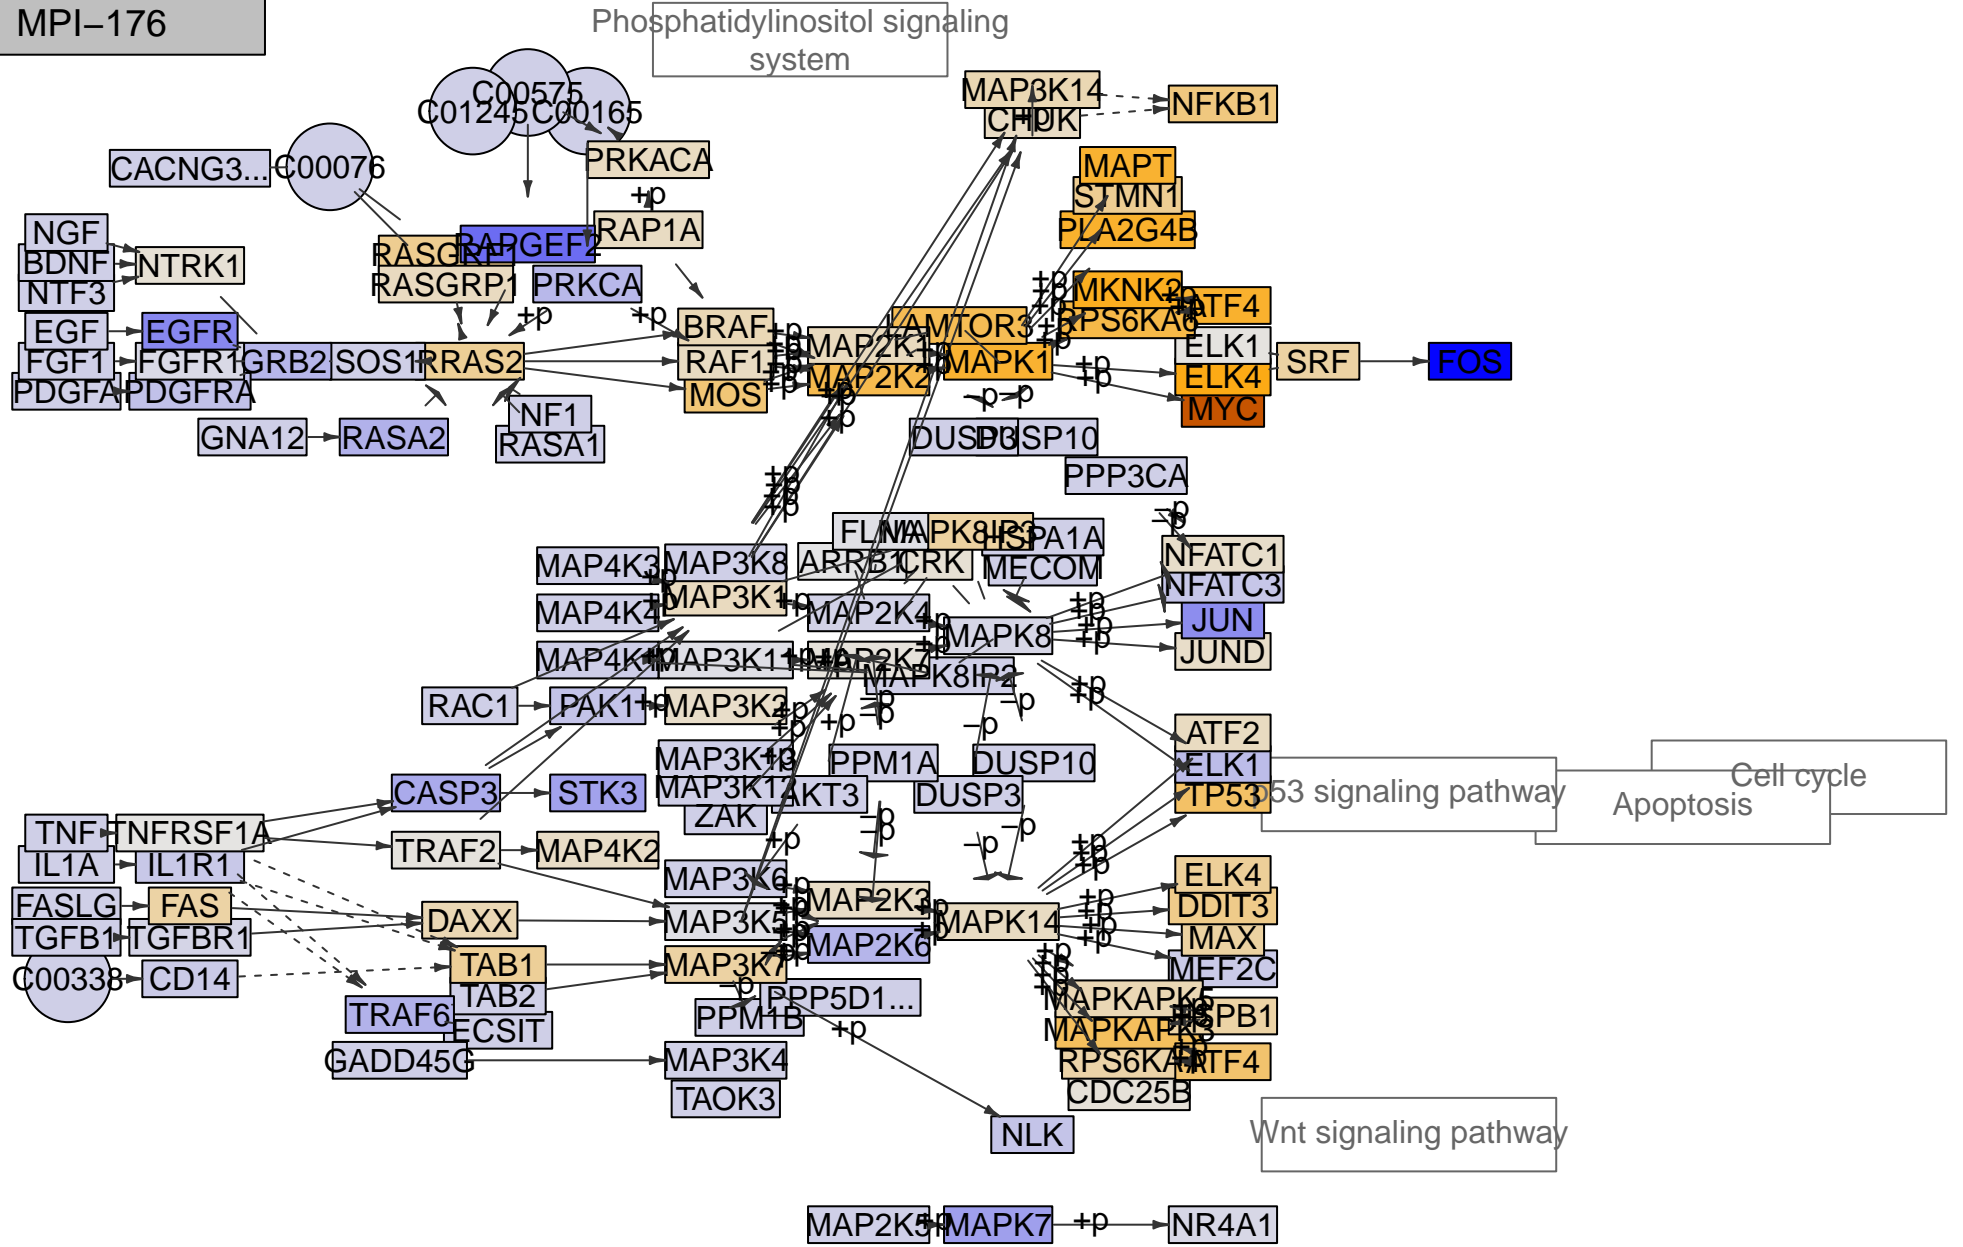 MPI–176
Phosphatidylinositol signaling
system
C00575
C01245
C00165
MAP3K14
CHUK
+p
NFKB1
CACNG3...
C00076
PRKACA
+p
RAP1A
MAPT
STMN1
PLA2G4B
NGF
BDNF
NTF3
NTRK1
RASGRF1
RAPGEF2
RASGRP1
PRKCA
+p
+p
MKNK2
RPS6KA6
ATF4
EGF
EGFR
FGF1
FGFR1
PDGFA
PDGFRA
GRB2
SOS1
RRAS2
BRAF
RAF1
MOS
+p
+p
+p
LAMTOR3
MAP2K1
MAP2K2
+p
+p
MAPK1
+p
+p
+p
+p
+p
ELK1
ELK4
MYC
SRF
FOS
GNA12
RASA2
NF1
RASA1
–p
–p
DUSP3
DUSP10
PPP3CA
–p
–p
+p
+p
+p
+p
FLNA
MAPK8IP3
HSPA1A
ARRB1
CRK
MECOM
NFATC1
NFATC3
JUN
JUND
MAP4K3
MAP3K8
+p
MAP3K1
+p
MAP4K4
+p
MAP2K4
+p
MAPK8
+p
+p
+p
+p
MAP3K11
+p
MAP2K7
+p
MAPK8IP2
RAC1
PAK1
+p
MAP3K2
+p
+p
+p
–p
–p
–p
–p
+p
+p
ATF2
ELK1
TP53
p53 signaling pathway
Cell cycle
Apoptosis
MAP3K13
+p
MAP3K12
ZAK
AKT3
PPM1A
DUSP10
DUSP3
CASP3
STK3
TNF
TNFRSF1A
IL1A
IL1R1
TRAF2
MAP4K2
+p
–p
–p
–p
–p
+p
+p
+p
FASLG
FAS
TGFB1
TGFBR1
C00338
CD14
DAXX
TAB1
TAB2
ECSIT
TRAF6
GADD45G
MAP3K6
MAP3K5
MAP3K7
+p
+p
+p
+p
MAP2K3
MAP2K6
+p
+p
MAPK14
+p
+p
+p
+p
ELK4
DDIT3
MAX
MEF2C
–p
PPP5D1...
PPM1B
+p
MAP3K4
TAOK3
+p
+p
+p
MAPKAPK5
MAPKAPK3
CDC25B
HSPB1
ATF4
NLK
Wnt signaling pathway
MAP2K5
+p
MAPK7
+p
NR4A1